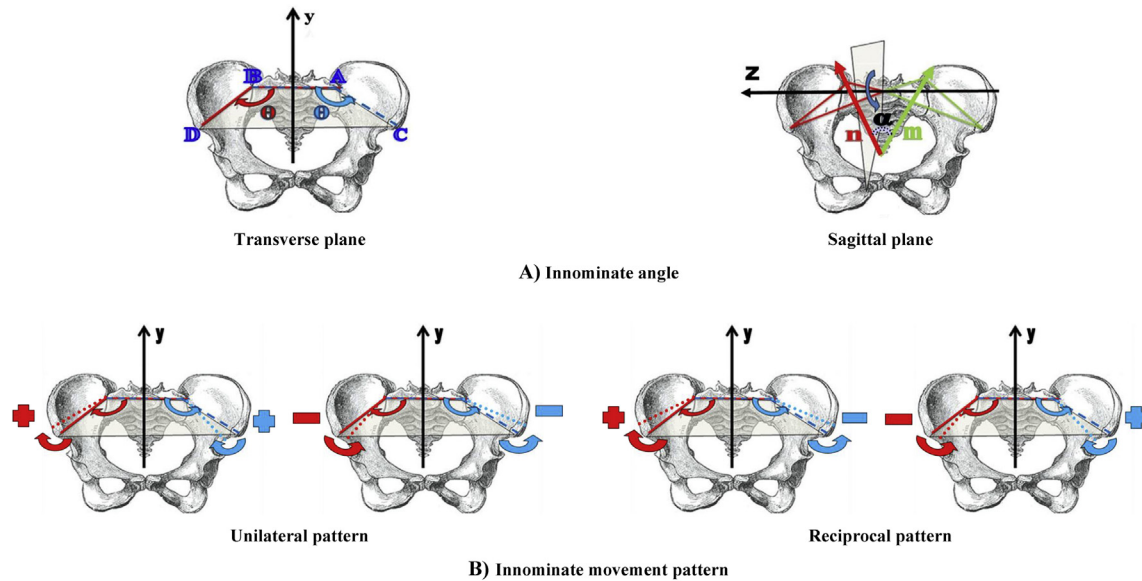 y
B
A
θ
θ
D
C
Transverse plane
Z
α
n
m
Sagittal plane
A) Innominate angle
y
y
y
y
Unilateral pattern
Reciprocal pattern
B) Innominate movement pattern